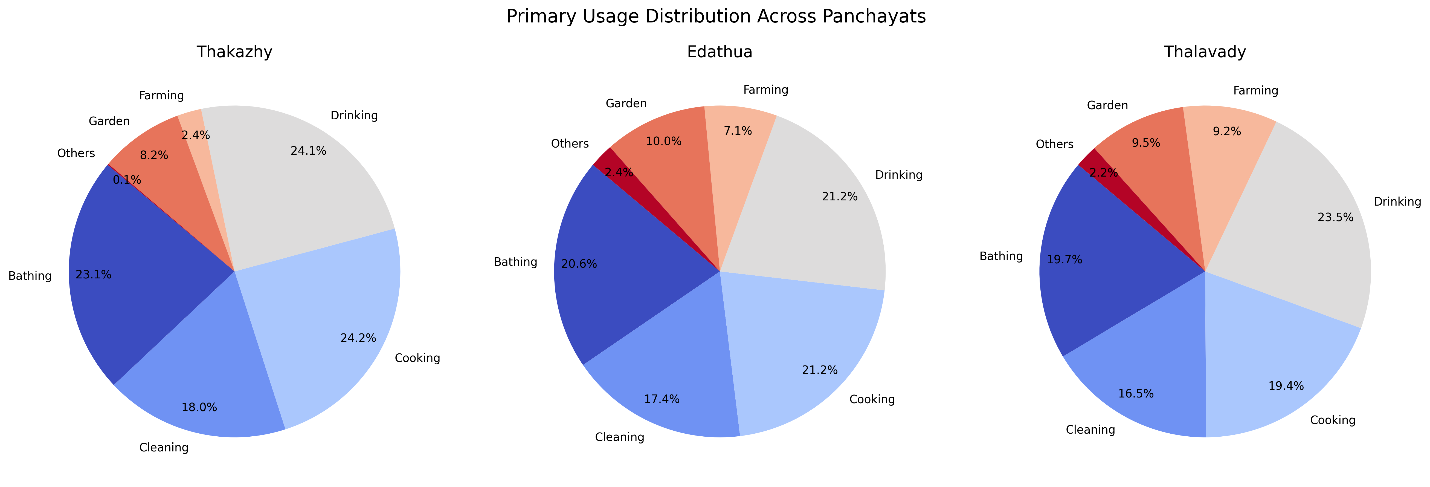 Primary Usage Distribution Across Panchayats
Thakazhy
Farming
2.4%
Drinking
24.1%
Garden
8.2%
Others
0.1%
Bathing
23.1%
Cooking
24.2%
Cleaning
18.0%
Edathua
Farming
7.1%
Garden
10.0%
Others
2.4%
Drinking
21.2%
Bathing
20.6%
Cooking
21.2%
Cleaning
17.4%
Thalavady
Farming
9.2%
Garden
9.5%
Others
2.2%
Drinking
23.5%
Bathing
19.7%
Cooking
19.4%
Cleaning
16.5%